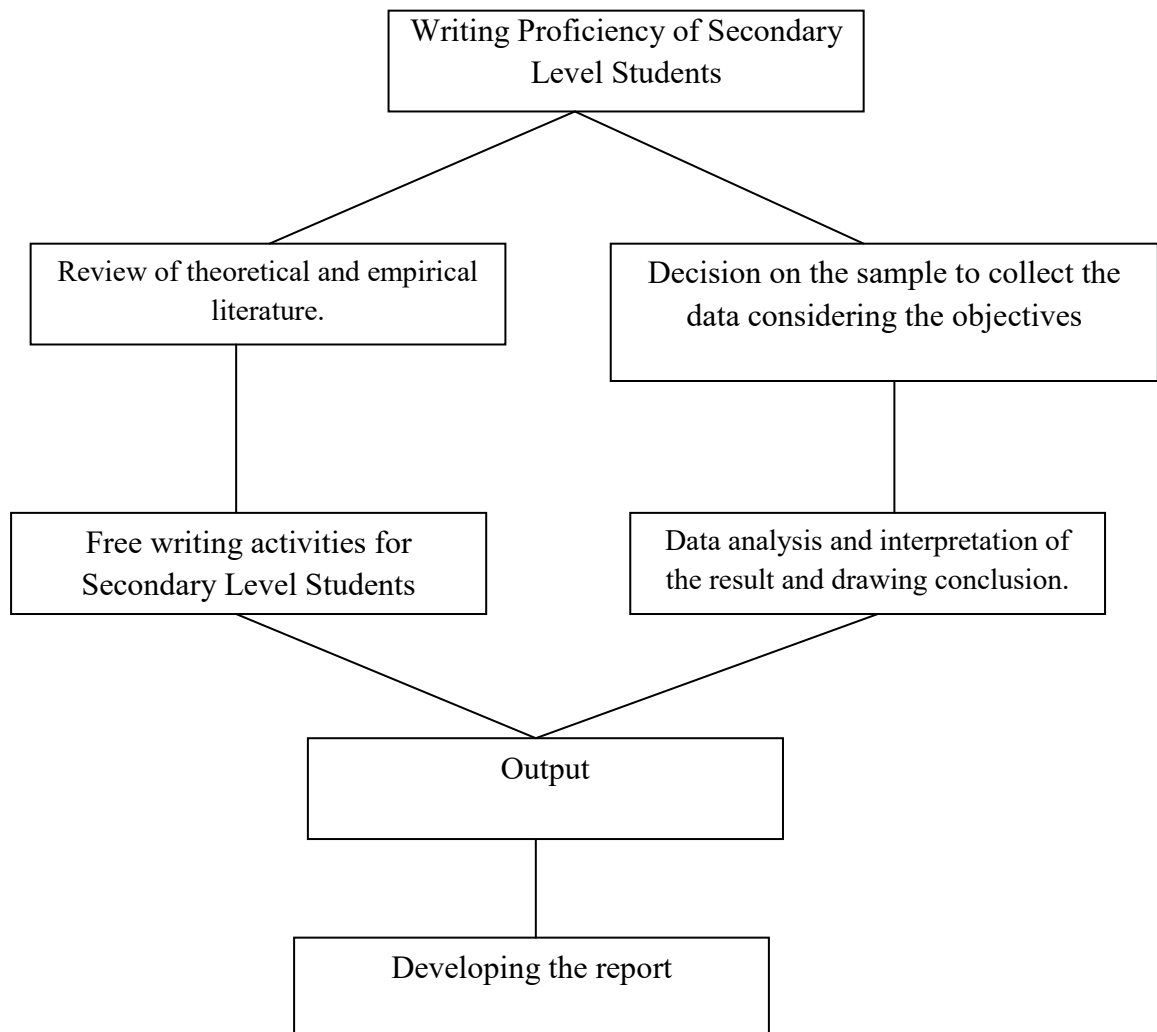 Writing Proficiency of Secondary
Level Students
Review of theoretical and empirical
literature.
Decision on the sample to collect the
data considering the objectives
Free writing activities for
Secondary Level Students
Data analysis and interpretation of
the result and drawing conclusion.
Output
Developing the report